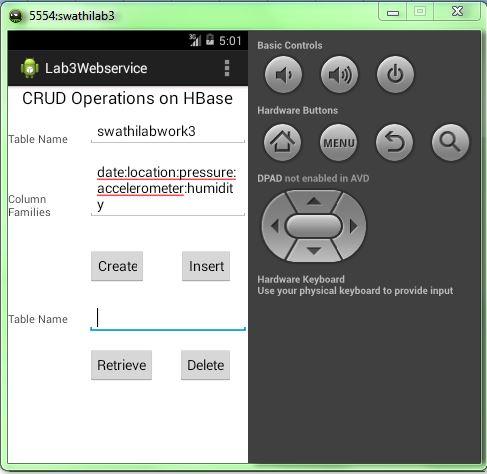 5554:swathilab3
3G 5:01
Lab3Webservice
CRUD Operations on HBase
Table Name
swathilabwork3
Column
Families
date:location:pressure:
accelerometer:humidit
y
Create
Insert
Table Name
Retrieve
Delete
Basic Controls
Hardware Buttons
MENU
DPAD not enabled in AVD
Hardware Keyboard
Use your physical keyboard to provide input